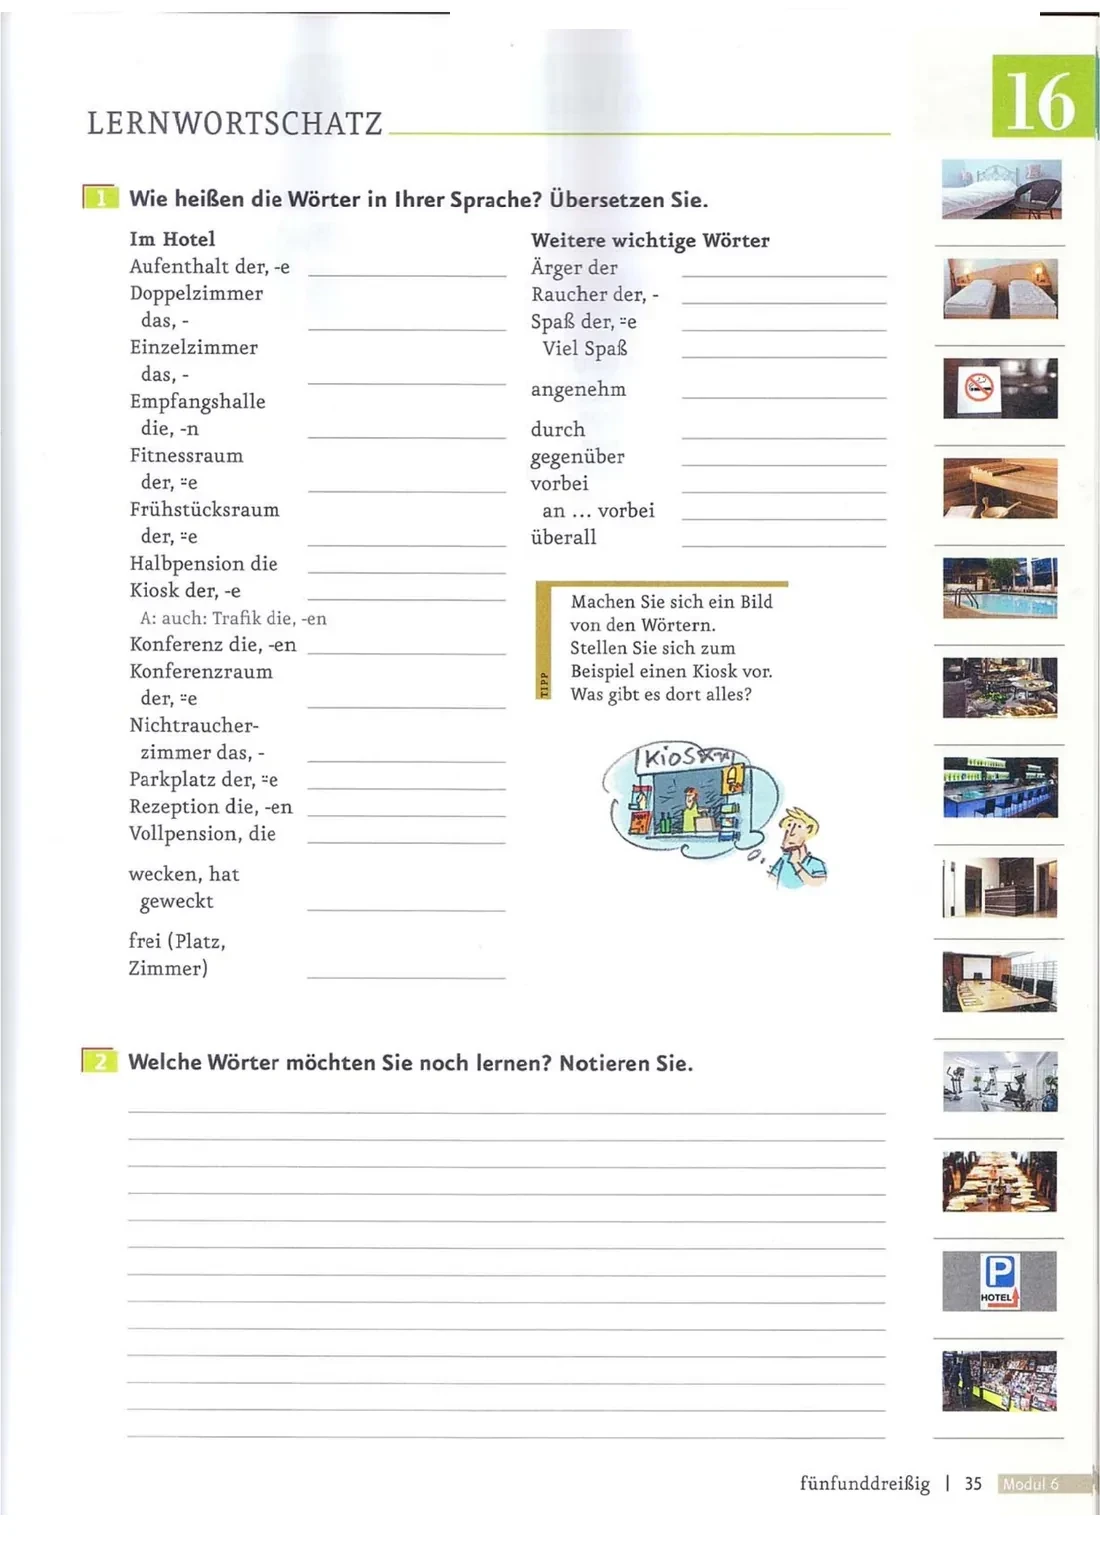 16
LERNWORTSCHATZ
1 Wie heißen die Wörter in Ihrer Sprache? Übersetzen Sie.
Im Hotel
Aufenthalt der, -e
Doppelzimmer
das, -
Einzelzimmer
das, -
Empfangshalle
die, -n
Fitnessraum
der, ⸚e
Frühstücksraum
der, ⸚e
Halbpension die
Kiosk der, -e
A: auch: Trafik die, -en
Konferenz die, -en
Konferenzraum
der, ⸚e
Nichtraucher-
zimmer das, -
Parkplatz der, ⸚e
Rezeption die, -en
Vollpension, die
wecken, hat
geweckt
frei (Platz,
Zimmer)
Weitere wichtige Wörter
Ärger der
Raucher der, -
Spaß der, ⸚e
Viel Spaß
angenehm
durch
gegenüber
vorbei
an ... vorbei
überall
TIPP
Machen Sie sich ein Bild
von den Wörtern.
Stellen Sie sich zum
Beispiel einen Kiosk vor.
Was gibt es dort alles?
KIOSK
2 Welche Wörter möchten Sie noch lernen? Notieren Sie.
P
HOTEL
fünfunddreißig | 35 Modul 6